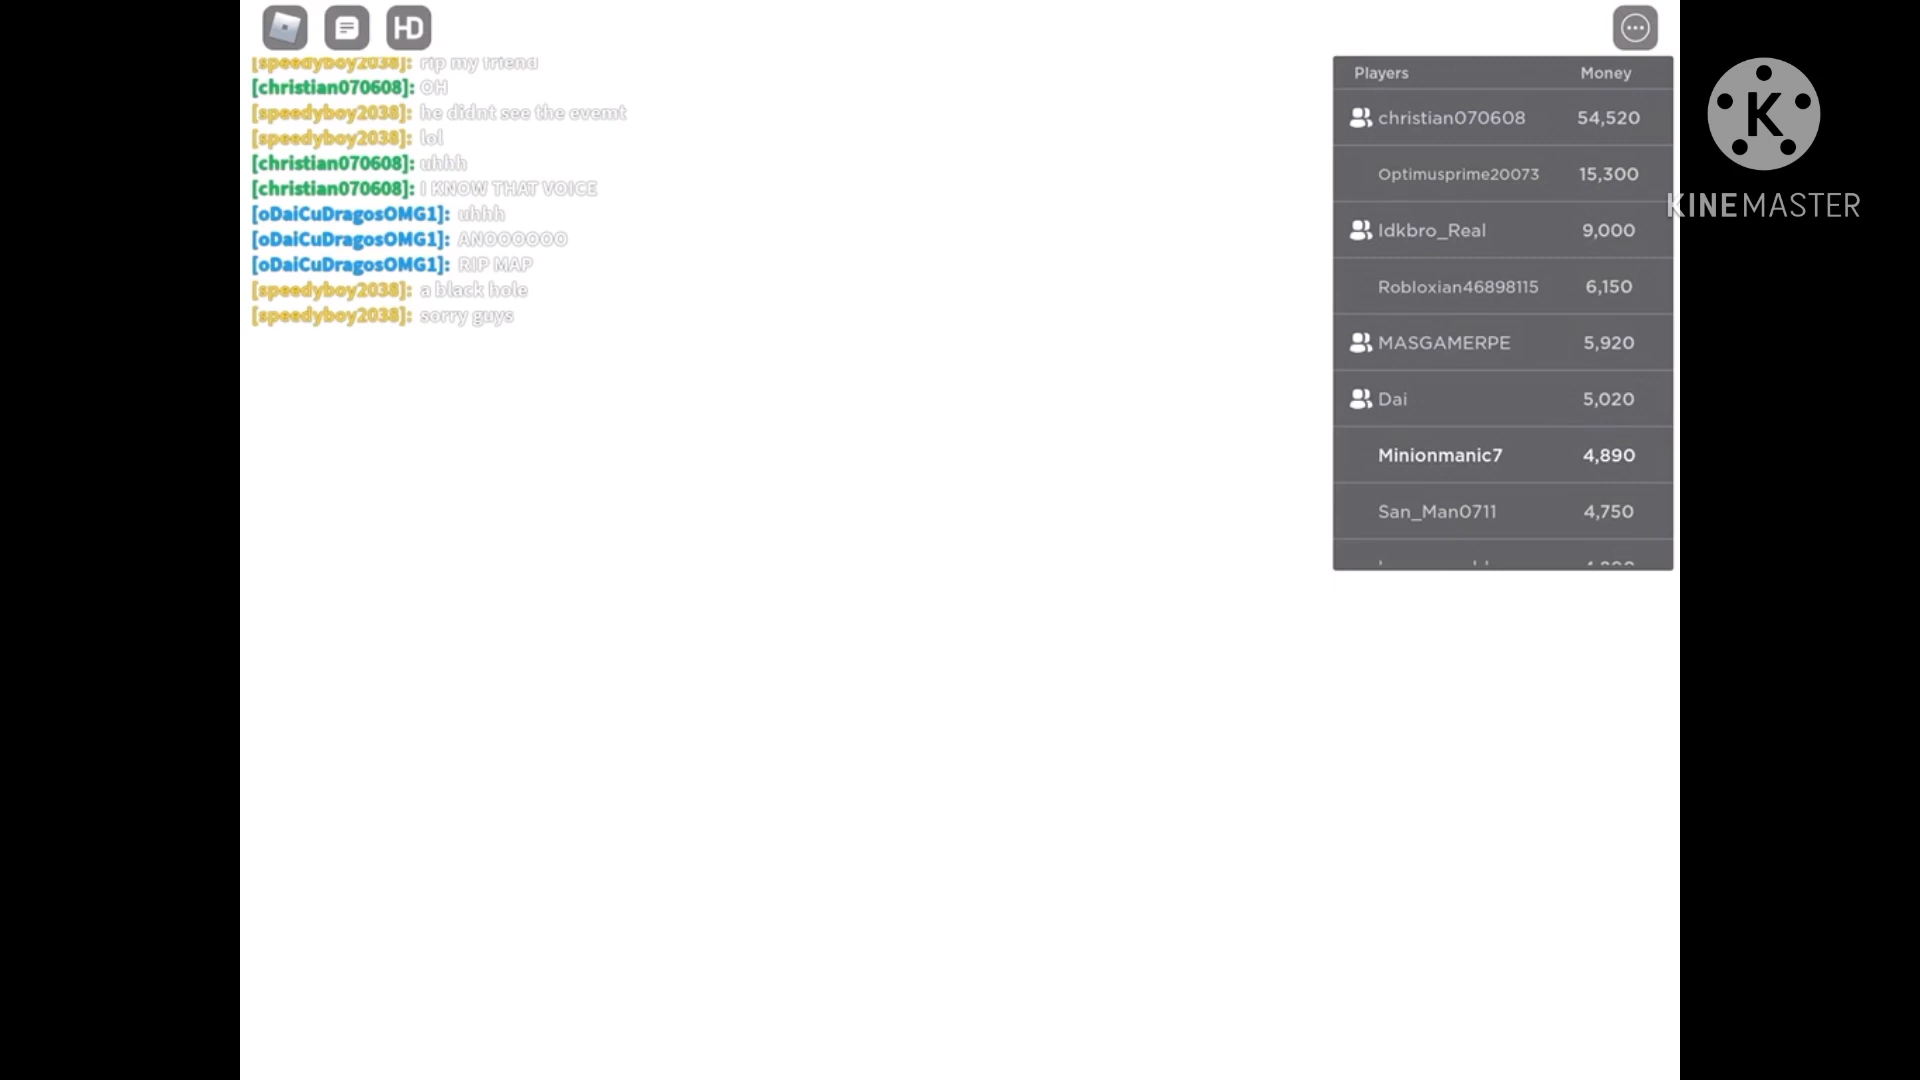 HD
[speedyboy2038]: rip my friend
[christian070608]: OH
[speedyboy2038]: he didnt see the evemt
[speedyboy2038]: lol
[christian070608]: uhhh
[christian070608]: I KNOW THAT VOICE
[oDaiCuDragosOMG1]: uhhh
[oDaiCuDragosOMG1]: ANOOOOOO
[oDaiCuDragosOMG1]: RIP MAP
[speedyboy2038]: a black hole
[speedyboy2038]: sorry guys
Players Money
christian070608 54,520
Optimusprime20073 15,300
Idkbro_Real 9,000
Robloxian46898115 6,150
MASGAMERPE 5,920
Dai 5,020
Minionmanic7 4,890
San_Man0711 4,750
K
KINEMASTER